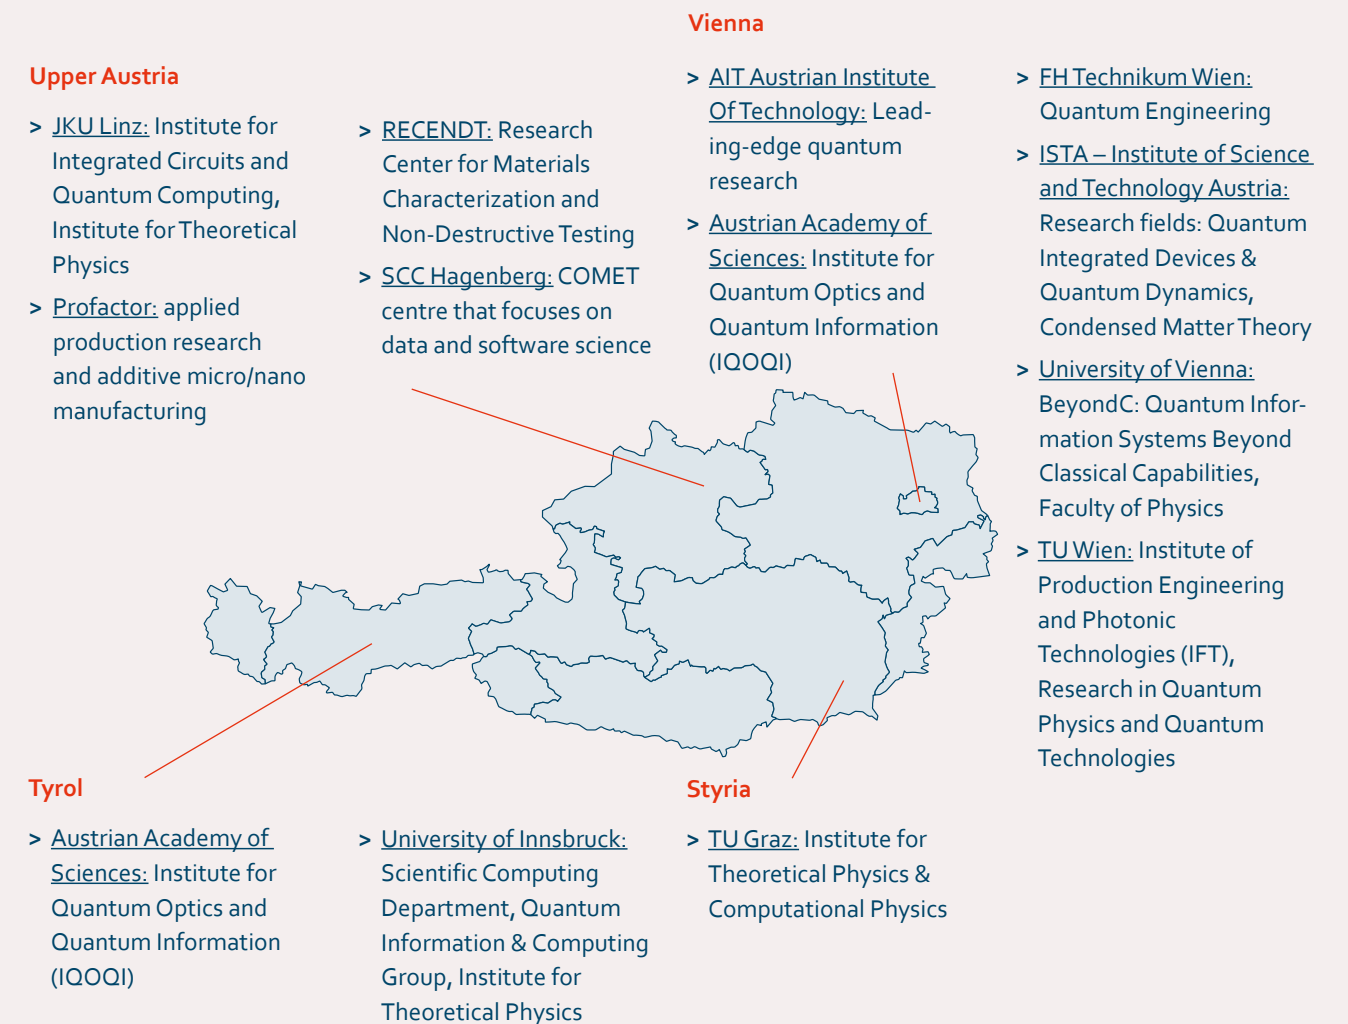 Upper Austria
> JKU Linz: Institute for
Integrated Circuits and
Quantum Computing,
Institute for Theoretical
Physics
> Profactor: applied
production research
and additive micro/nano
manufacturing
> RECENDT: Research
Center for Materials
Characterization and
Non-Destructive Testing
> SCC Hagenberg: COMET
centre that focuses on
data and software science
Vienna
> AIT Austrian Institute
Of Technology: Lead-
ing-edge quantum
research
> Austrian Academy of
Sciences: Institute for
Quantum Optics and
Quantum Information
(IQOQI)
> FH Technikum Wien:
Quantum Engineering
> ISTA – Institute of Science
and Technology Austria:
Research fields: Quantum
Integrated Devices &
Quantum Dynamics,
Condensed Matter Theory
> University of Vienna:
BeyondC: Quantum Infor-
mation Systems Beyond
Classical Capabilities,
Faculty of Physics
> TU Wien: Institute of
Production Engineering
and Photonic
Technologies (IFT),
Research in Quantum
Physics and Quantum
Technologies
Tyrol
> Austrian Academy of
Sciences: Institute for
Quantum Optics and
Quantum Information
(IQOQI)
> University of Innsbruck:
Scientific Computing
Department, Quantum
Information & Computing
Group, Institute for
Theoretical Physics
Styria
> TU Graz: Institute for
Theoretical Physics &
Computational Physics